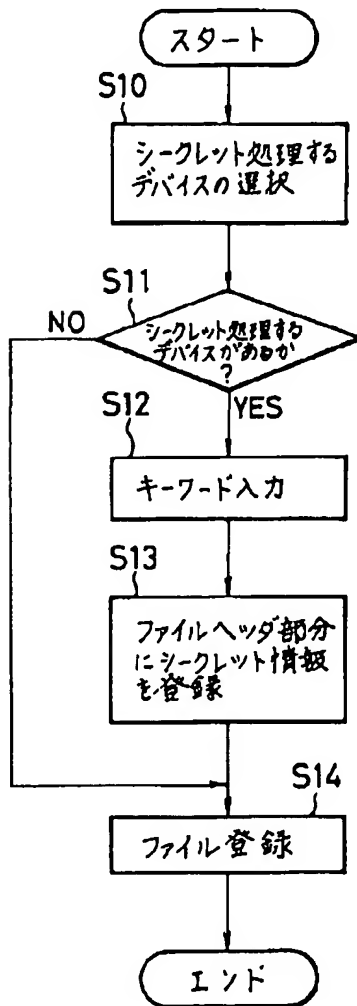 スタート
S10
シークレット処理する
デバイスの選択
S11
NO
シークレット処理する
デバイスがあるか
?
YES
S12
キーワード入力
S13
ファイルヘッダ部分
にシークレット情報
を登録
S14
ファイル登録
エンド